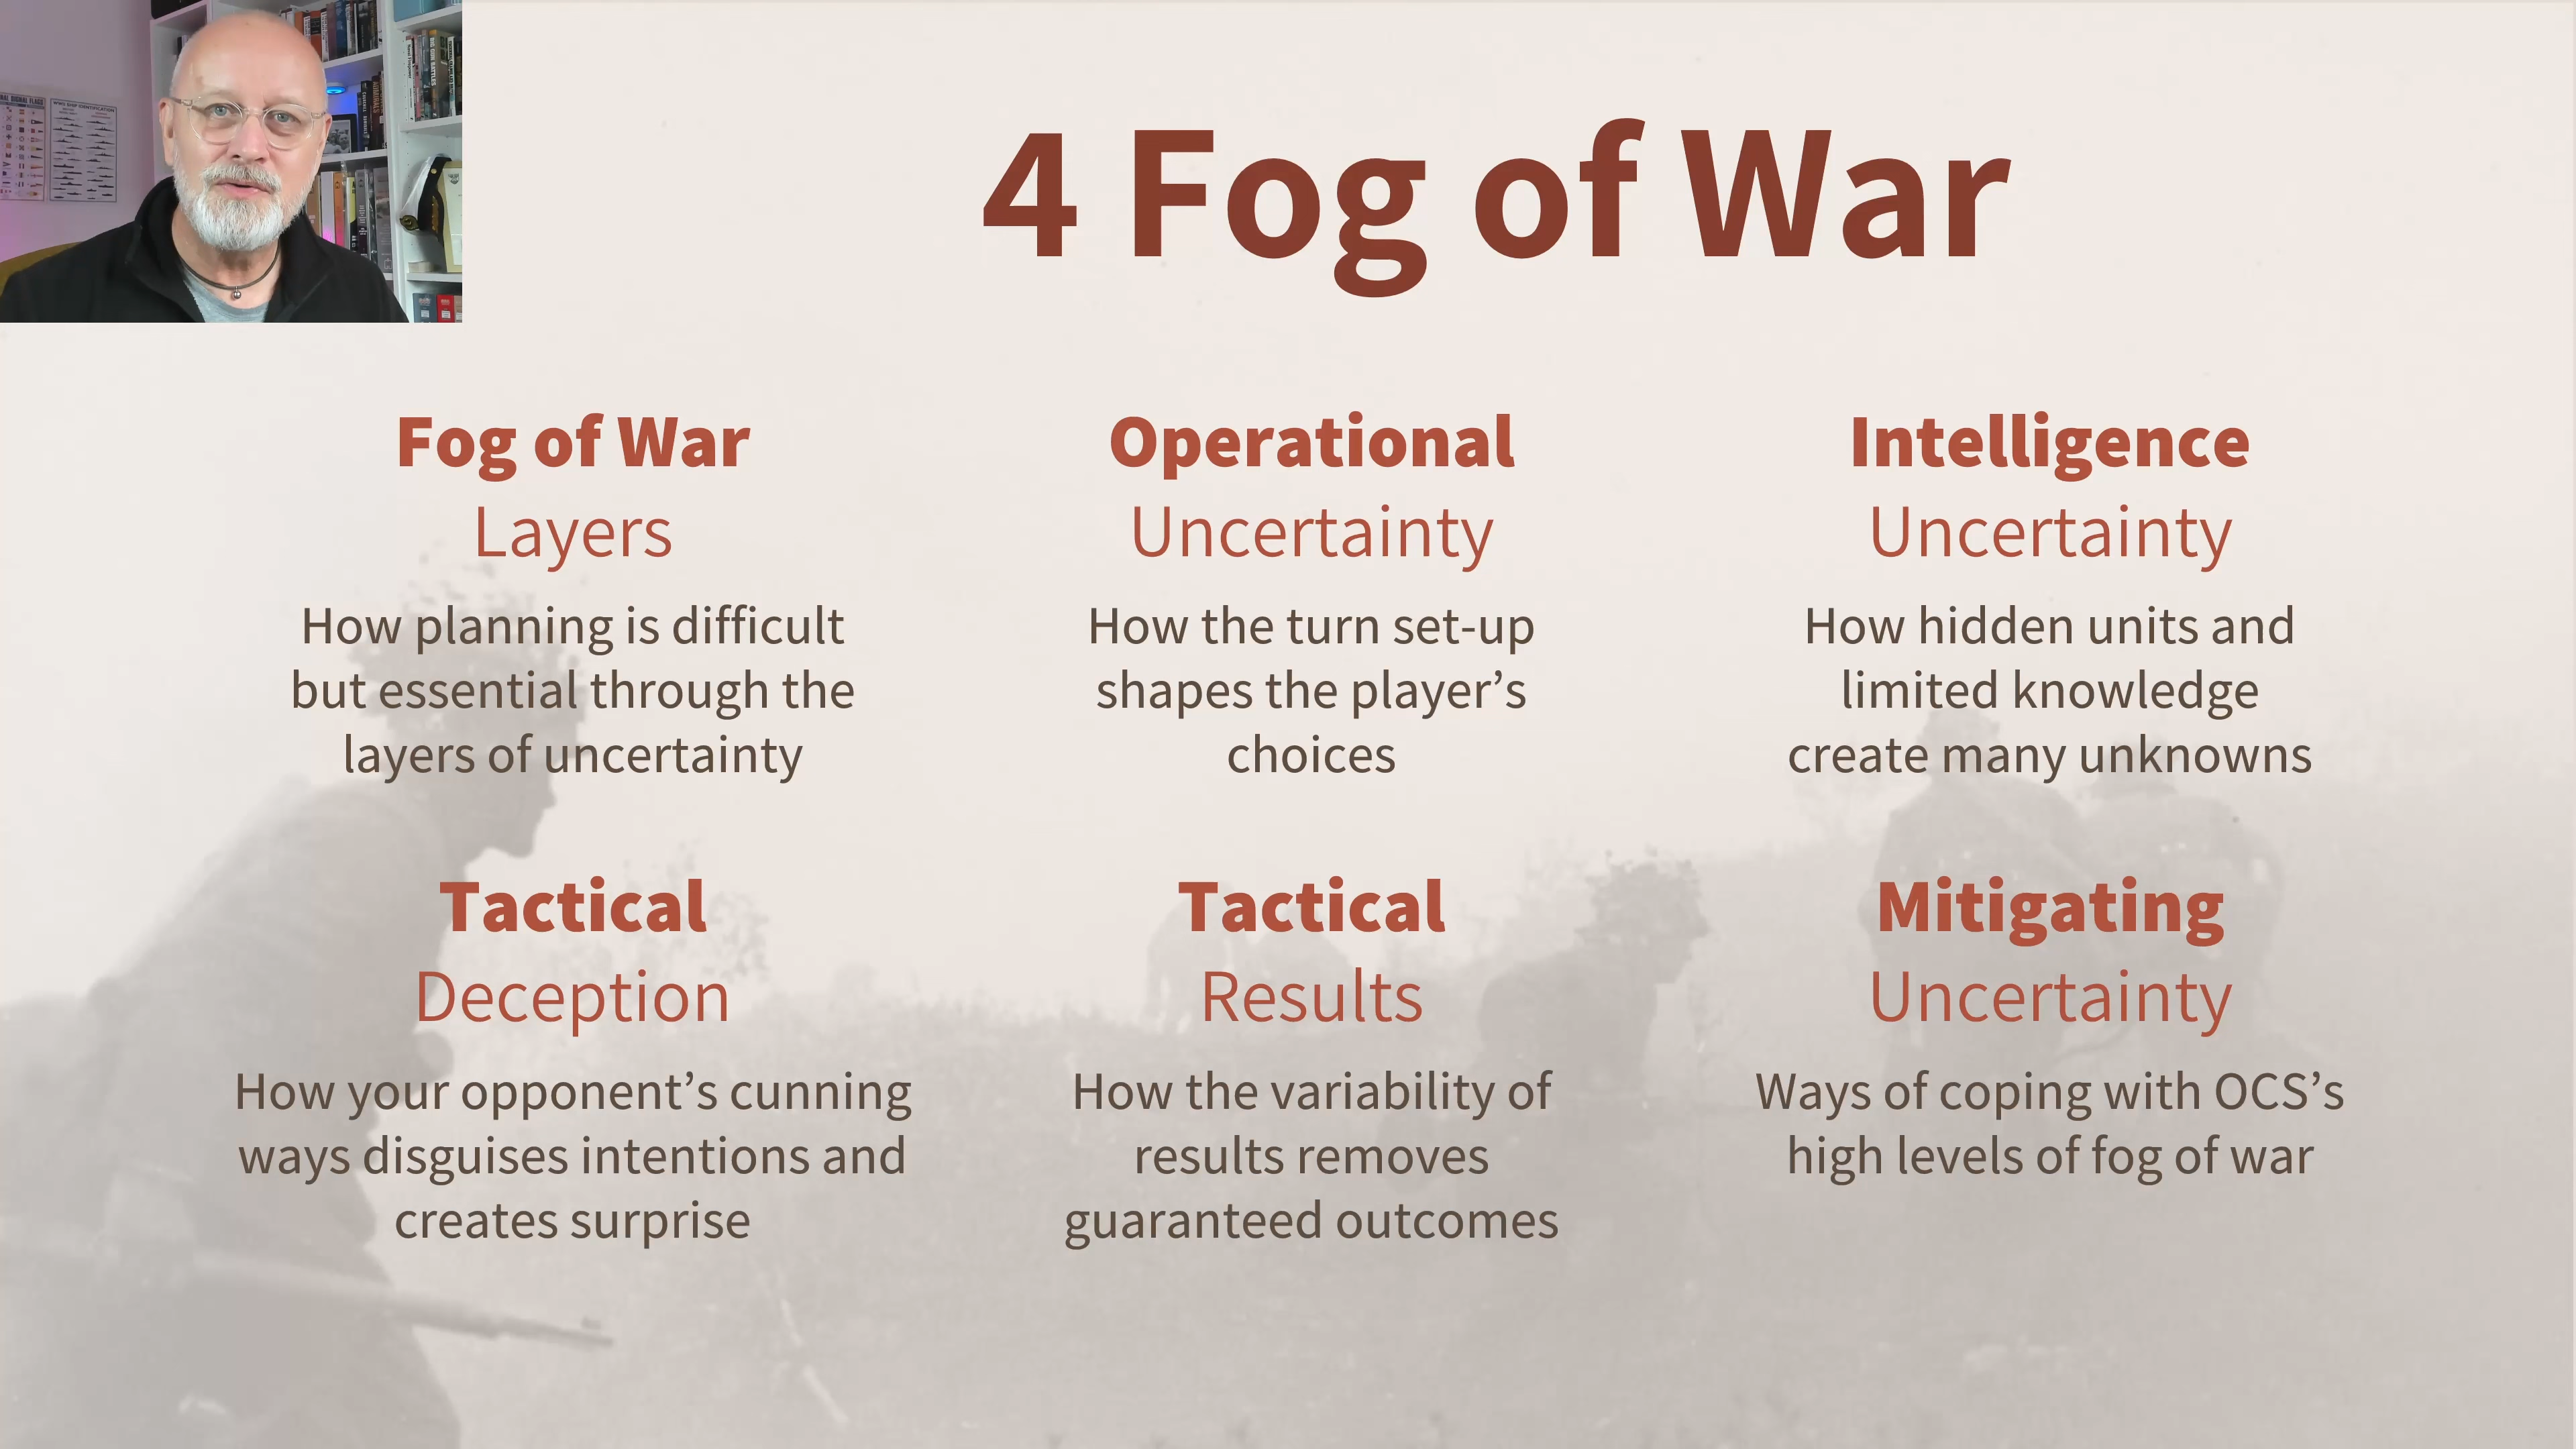 4 Fog of War
Fog of War
Layers
How planning is difficult
but essential through the
layers of uncertainty
Operational
Uncertainty
How the turn set-up
shapes the player’s
choices
Intelligence
Uncertainty
How hidden units and
limited knowledge
create many unknowns
Tactical
Deception
How your opponent’s cunning
ways disguises intentions and
creates surprise
Tactical
Results
How the variability of
results removes
guaranteed outcomes
Mitigating
Uncertainty
Ways of coping with OCS’s
high levels of fog of war